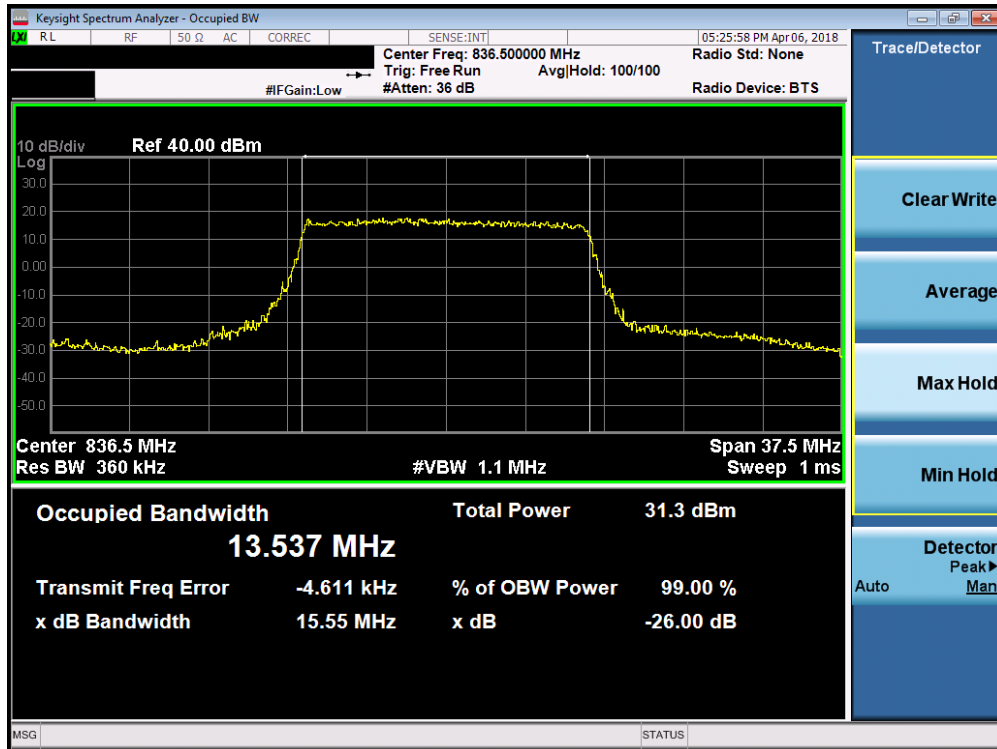 Keysight Spectrum Analyzer - Occupied BW
LXI RL RF 50 Ω AC CORREC SENSE:INT 05:25:58 PM Apr 06, 2018
Center Freq: 836.500000 MHz Radio Std: None
Trig: Free Run Avg|Hold: 100/100
#IFGain:Low #Atten: 36 dB Radio Device: BTS
Trace/Detector
10 dB/div Ref 40.00 dBm
Log
30.0
20.0
10.0
0.00
-10.0
-20.0
-30.0
-40.0
-50.0
Center 836.5 MHz Span 37.5 MHz
Res BW 360 kHz #VBW 1.1 MHz Sweep 1 ms
Occupied Bandwidth Total Power 31.3 dBm
13.537 MHz
Transmit Freq Error -4.611 kHz % of OBW Power 99.00 %
x dB Bandwidth 15.55 MHz x dB -26.00 dB
Clear Write
Average
Max Hold
Min Hold
Detector
Peak▶
Auto Man
MSG STATUS